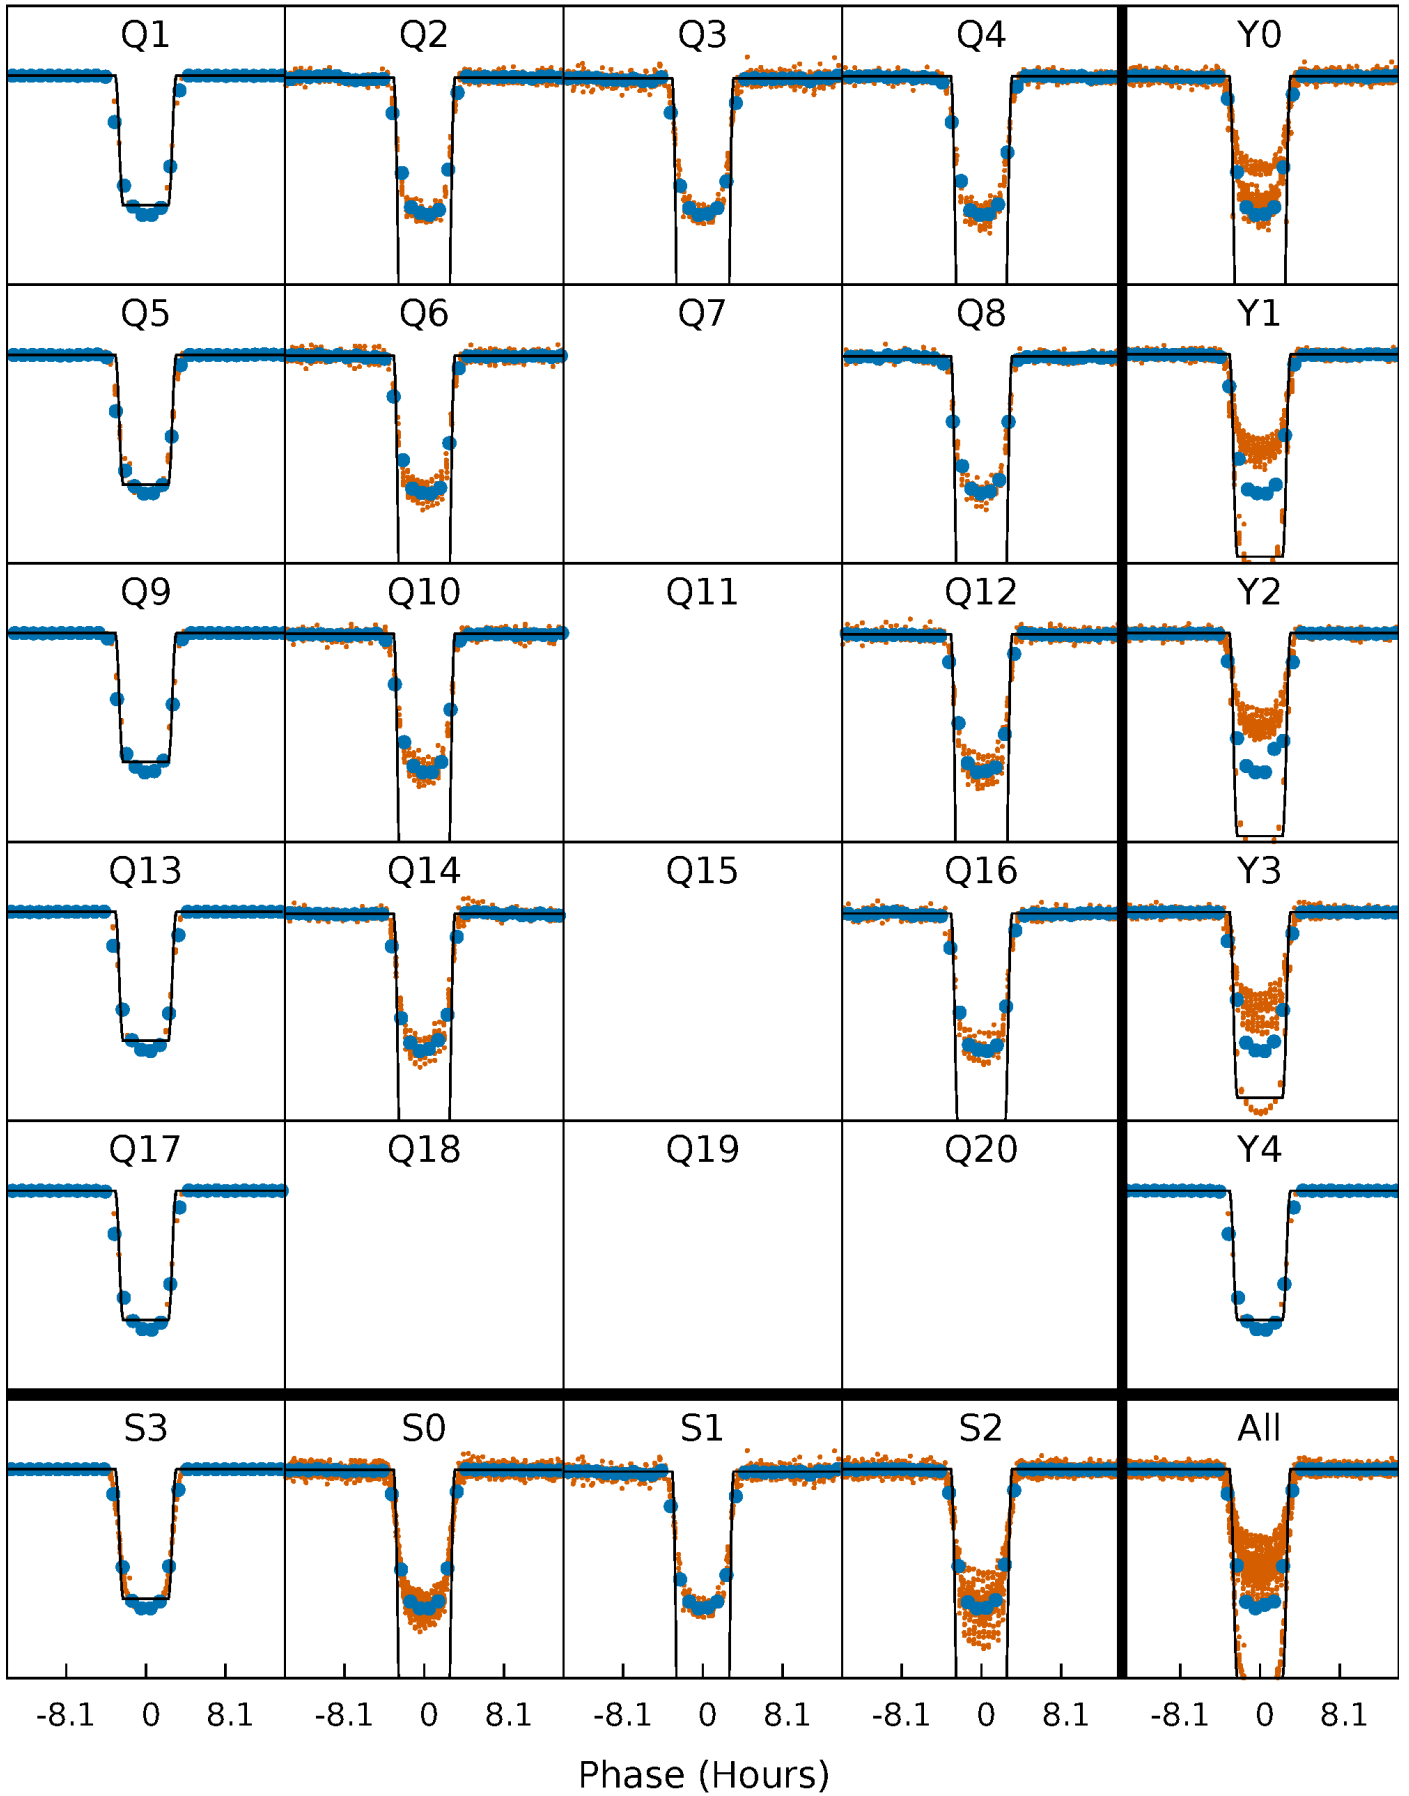 Q1 Q2 Q3 Q4 Y0
Q5 Q6 Q7 Q8 Y1
Q9 Q10 Q11 Q12 Y2
Q13 Q14 Q15 Q16 Y3
Q17 Q18 Q19 Q20 Y4
S3 S0 S1 S2 All
-8.1 0 8.1 -8.1 0 8.1 -8.1 0 8.1 -8.1 0 8.1 -8.1 0 8.1
Phase (Hours)